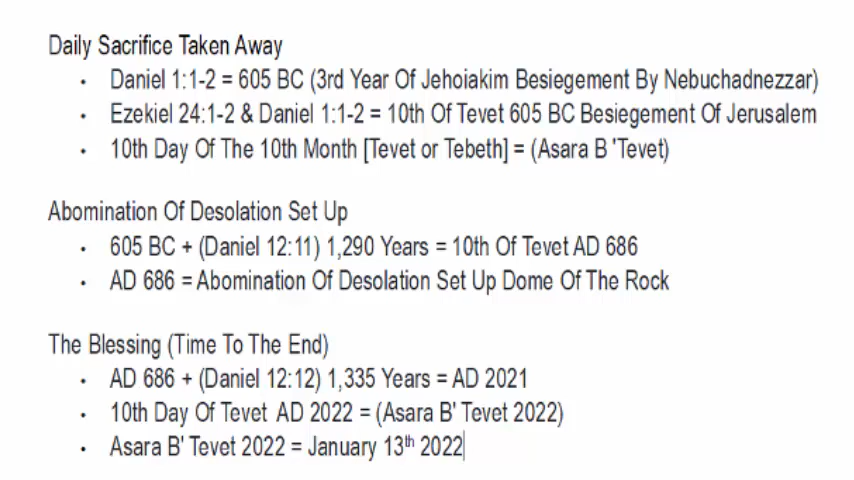 Daily Sacrifice Taken Away
• Daniel 1:1-2 = 605 BC (3rd Year Of Jehoiakim Besiegement By Nebuchadnezzar)
• Ezekiel 24:1-2 & Daniel 1:1-2 = 10th Of Tevet 605 BC Besiegement Of Jerusalem
• 10th Day Of The 10th Month [Tevet or Tebeth] = (Asara B 'Tevet)
Abomination Of Desolation Set Up
• 605 BC + (Daniel 12:11) 1,290 Years = 10th Of Tevet AD 686
• AD 686 = Abomination Of Desolation Set Up Dome Of The Rock
The Blessing (Time To The End)
• AD 686 + (Daniel 12:12) 1,335 Years = AD 2021
• 10th Day Of Tevet AD 2022 = (Asara B' Tevet 2022)
• Asara B' Tevet 2022 = January 13th 2022